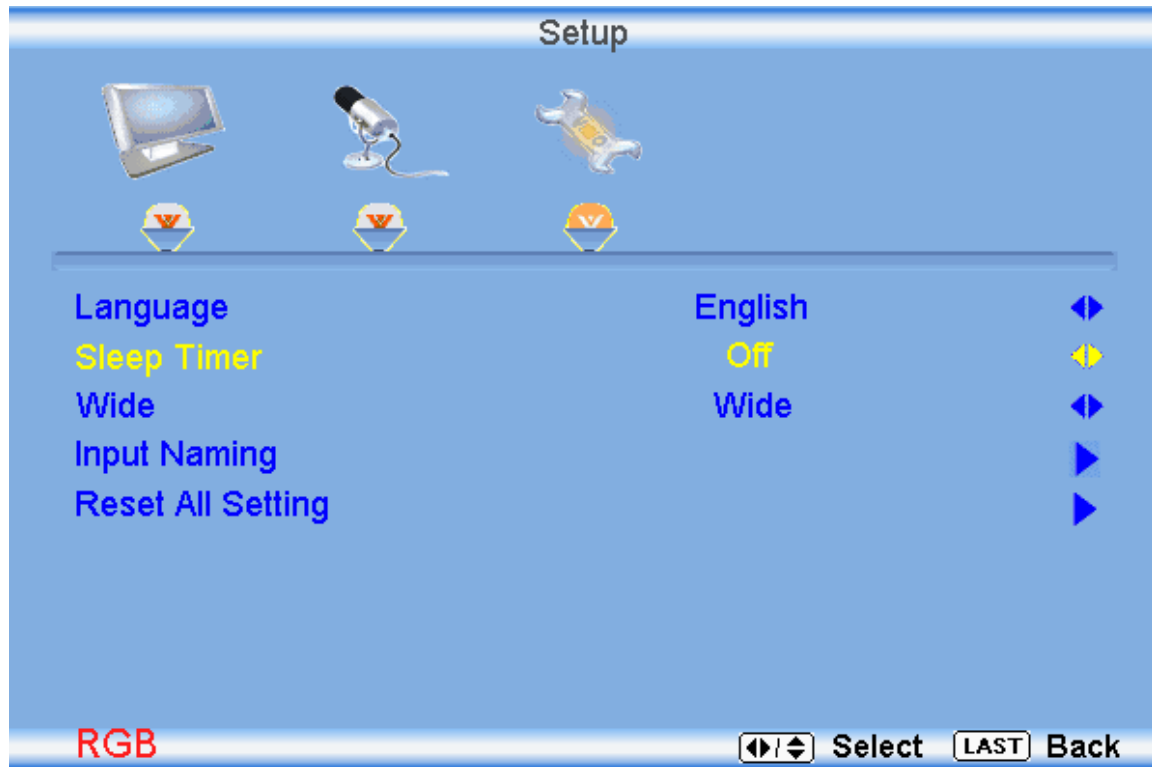 Setup
Language English
Sleep Timer Off
Wide Wide
Input Naming
Reset All Setting
RGB Select LAST Back